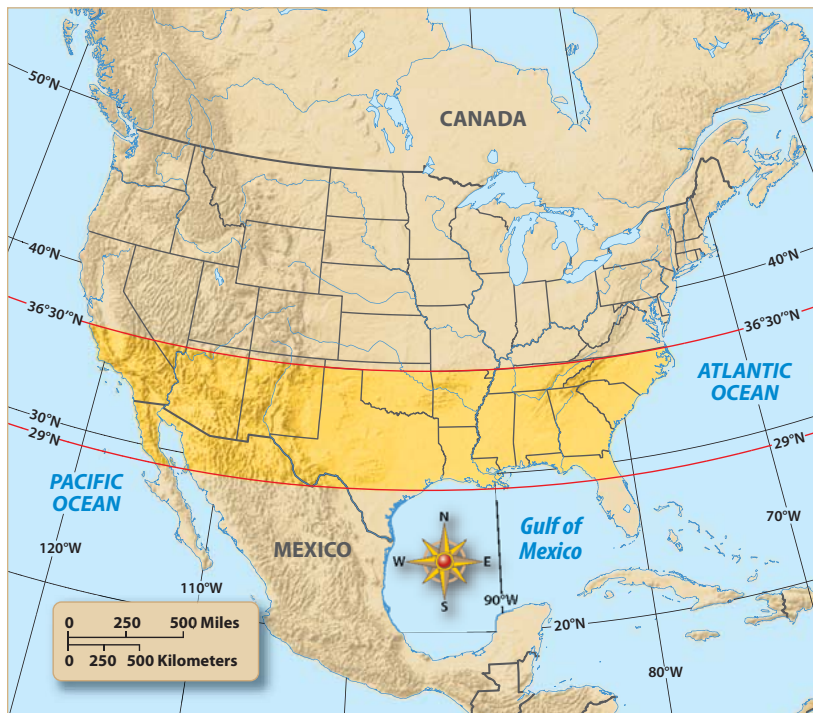 50°N
CANADA
40°N
40°N
36°30′N
36°30′N
ATLANTIC
OCEAN
30°N
29°N
29°N
PACIFIC
OCEAN
Gulf of
Mexico
MEXICO
N
W
E
S
120°W
110°W
90°W
70°W
20°N
80°W
0 250 500 Miles
0 250 500 Kilometers